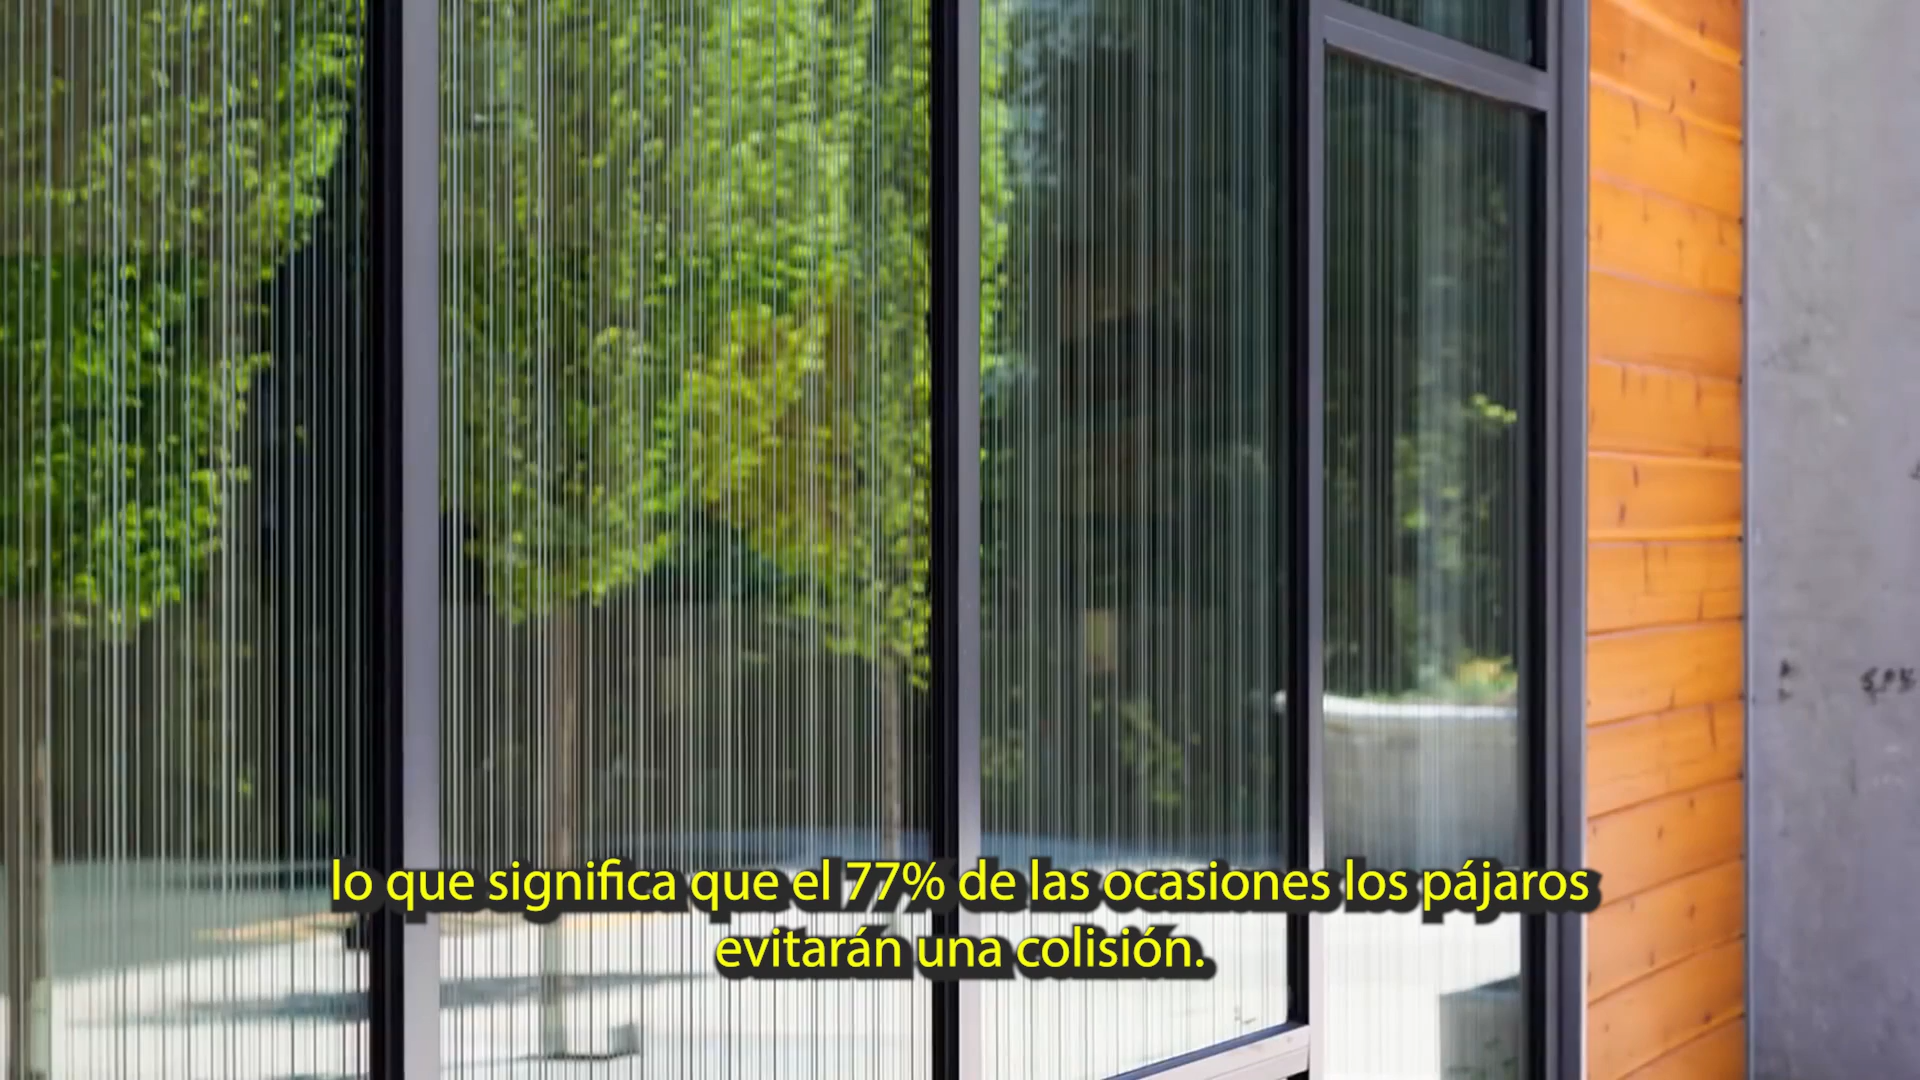 lo que significa que el 77% de las ocasiones los pájaros
evitarán una colisión.